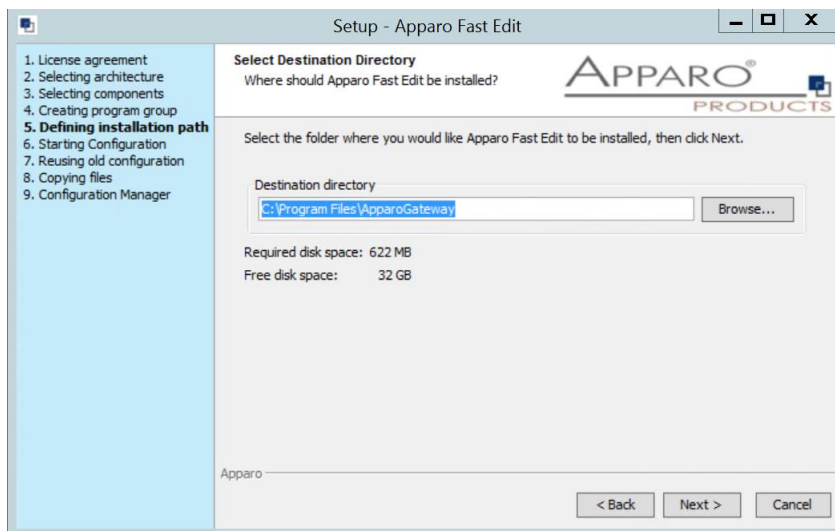 Setup - Apparo Fast Edit
X
1. License agreement
2. Selecting architecture
3. Selecting components
4. Creating program group
5. Defining installation path
6. Starting Configuration
7. Reusing old configuration
8. Copying files
9. Configuration Manager
Select Destination Directory
Where should Apparo Fast Edit be installed?
APPARO®
PRODUCTS
Select the folder where you would like Apparo Fast Edit to be installed, then click Next.
Destination directory
C:\Program Files\ApparoGateway
Browse...
Required disk space: 622 MB
Free disk space: 32 GB
Apparo
< Back Next > Cancel